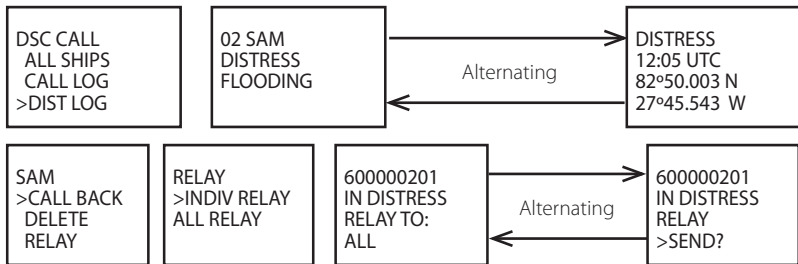 DSC CALL
ALL SHIPS
CALL LOG
>DIST LOG
02 SAM
DISTRESS
FLOODING
Alternating
DISTRESS
12:05 UTC
82º50.003 N
27º45.543 W
SAM
>CALL BACK
DELETE
RELAY
RELAY
>INDIV RELAY
ALL RELAY
600000201
IN DISTRESS
RELAY TO:
ALL
Alternating
600000201
IN DISTRESS
RELAY
>SEND?